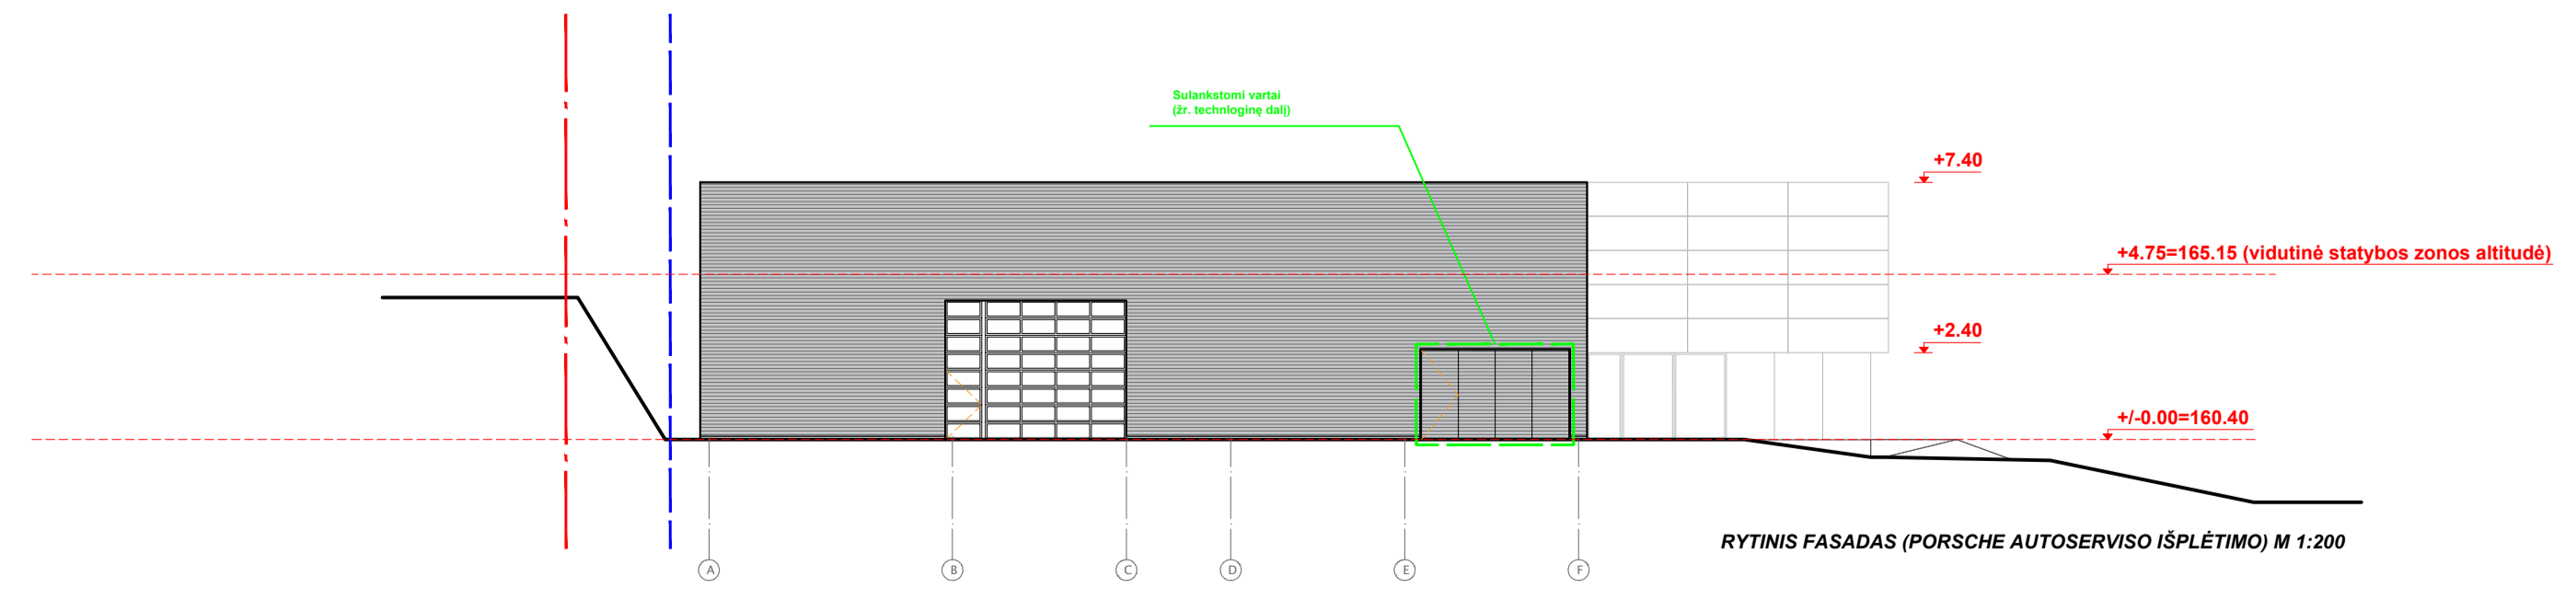 Sulankstomi vartai
(žr. technloginę dalį)
+7.40
+4.75=165.15 (vidutinė statybos zonos altitudė)
+2.40
+/-0.00=160.40
RYTINIS FASADAS (PORSCHE AUTOSERVISO IŠPLĖTIMO) M 1:200
A B C D E F